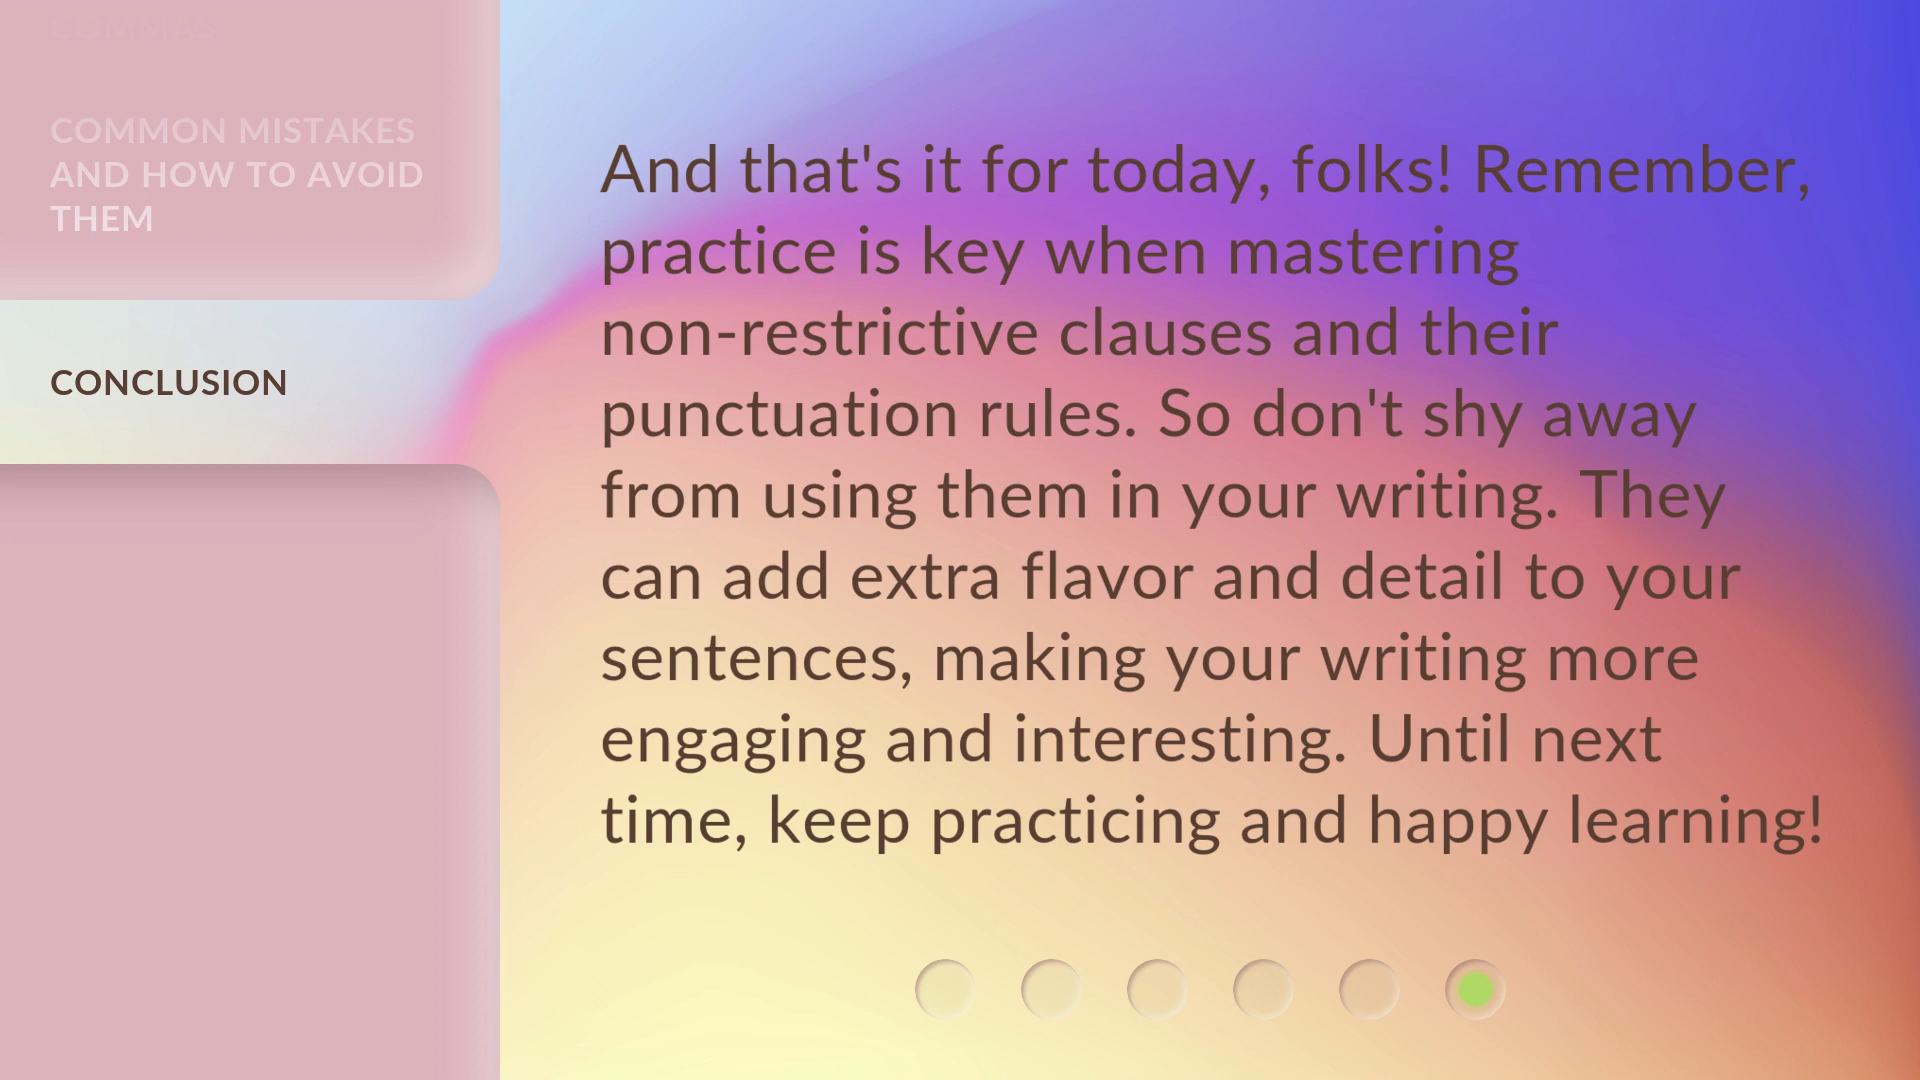 COMMAS
COMMON MISTAKES
AND HOW TO AVOID
THEM
CONCLUSION
And that's it for today, folks! Remember,
practice is key when mastering
non-restrictive clauses and their
punctuation rules. So don't shy away
from using them in your writing. They
can add extra flavor and detail to your
sentences, making your writing more
engaging and interesting. Until next
time, keep practicing and happy learning!